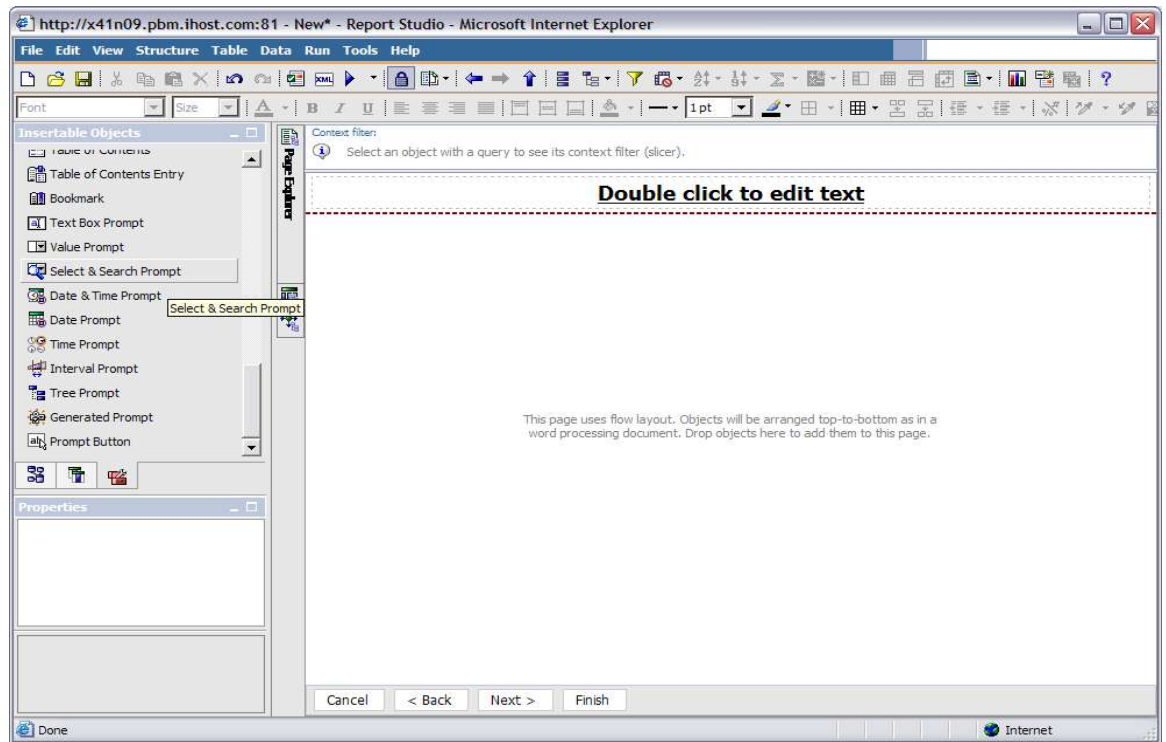 http://x41n09.pbm.ihost.com:81 - New* - Report Studio - Microsoft Internet Explorer
File Edit View Structure Table Data Run Tools Help
Font Size B I U 1 pt
Insertable Objects
Table of Contents
Table of Contents Entry
Bookmark
Text Box Prompt
Value Prompt
Select & Search Prompt
Date & Time Prompt
Select & Search Prompt
Date Prompt
Time Prompt
Interval Prompt
Tree Prompt
Generated Prompt
Prompt Button
Properties
Page Explorer
Context filter:
Select an object with a query to see its context filter (slicer).
Double click to edit text
This page uses flow layout. Objects will be arranged top-to-bottom as in a
word processing document. Drop objects here to add them to this page.
Cancel < Back Next > Finish
Done Internet